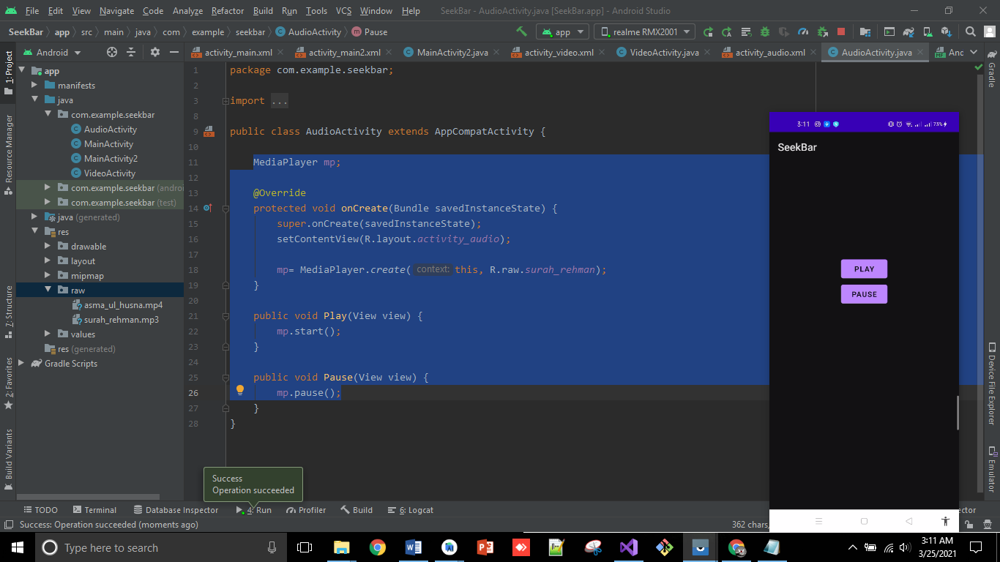 File Edit View Navigate Code Analyze Refactor Build Run Tools VCS Window Help SeekBar - AudioActivity.java [SeekBar.app] - Android Studio
SeekBar app src main java com example seekbar AudioActivity Pause app realme RMX2001
Android activity_main.xml activity_main2.xml MainActivity2.java activity_video.xml VideoActivity.java activity_audio.xml AudioActivity.java Anc
1: Project
Resource Manager
7: Structure
2: Favorites
Build Variants
app
manifests
java
com.example.seekbar
AudioActivity
MainActivity
MainActivity2
VideoActivity
com.example.seekbar (andro
com.example.seekbar (test)
java (generated)
res
drawable
layout
mipmap
raw
asma_ul_husna.mp4
surah_rehman.mp3
values
res (generated)
Gradle Scripts
1 package com.example.seekbar;
2
3 import ...
8
9 public class AudioActivity extends AppCompatActivity {
10
11 MediaPlayer mp;
12
13 @Override
14 protected void onCreate(Bundle savedInstanceState) {
15 super.onCreate(savedInstanceState);
16 setContentView(R.layout.activity_audio);
17
18 mp= MediaPlayer.create( context: this, R.raw.surah_rehman);
19 }
20
21 public void Play(View view) {
22 mp.start();
23 }
24
25 public void Pause(View view) {
26 mp.pause();
27 }
28 }
3:11 73%
SeekBar
PLAY
PAUSE
Gradle
Device File Explorer
Emulator
Success
Operation succeeded
TODO Terminal Database Inspector 4: Run Profiler Build 6: Logcat ector
Success: Operation succeeded (moments ago) 362 chars,
Type here to search
3:11 AM
3/25/2021